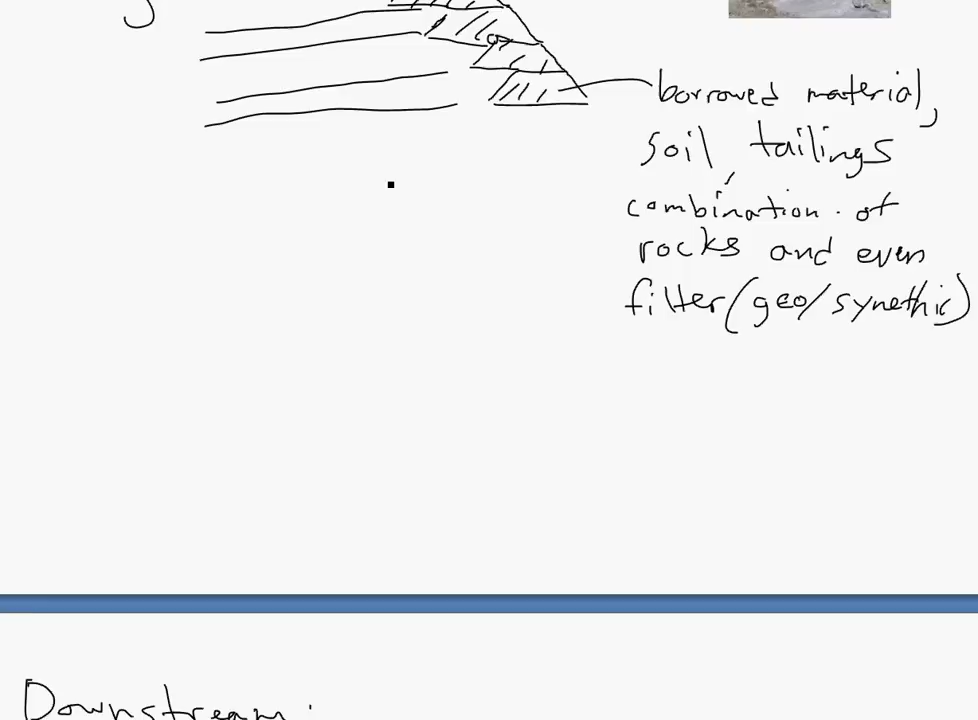 borrowed material,
soil, tailings
combination of
rocks and even
filter(geo/synethic)
Downstream: